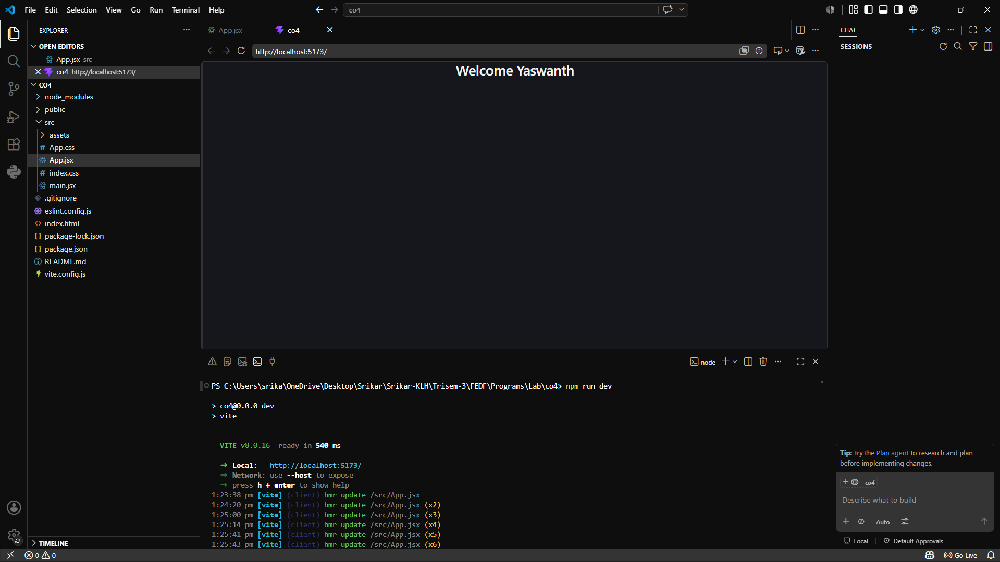 File Edit Selection View Go Run Terminal Help
co4
EXPLORER
OPEN EDITORS
App.jsx src
co4 http://localhost:5173/
CO4
node_modules
public
src
assets
App.css
App.jsx
index.css
main.jsx
.gitignore
eslint.config.js
index.html
package-lock.json
package.json
README.md
vite.config.js
TIMELINE
App.jsx
co4
http://localhost:5173/
Welcome Yaswanth
node
PS C:\Users\srika\OneDrive\Desktop\Srikar\Srikar-KLH\Trisem-3\FEDF\Programs\Lab\co4> npm run dev
> co4@0.0.0 dev
> vite
VITE v8.0.16 ready in 540 ms
➜ Local: http://localhost:5173/
➜ Network: use --host to expose
➜ press h + enter to show help
1:23:38 pm [vite] (client) hmr update /src/App.jsx
1:24:20 pm [vite] (client) hmr update /src/App.jsx (x2)
1:25:00 pm [vite] (client) hmr update /src/App.jsx (x3)
1:25:14 pm [vite] (client) hmr update /src/App.jsx (x4)
1:25:41 pm [vite] (client) hmr update /src/App.jsx (x5)
1:25:43 pm [vite] (client) hmr update /src/App.jsx (x6)
CHAT
SESSIONS
Tip: Try the Plan agent to research and plan
before implementing changes.
co4
Describe what to build
Auto
Local
Default Approvals
0 0
Go Live